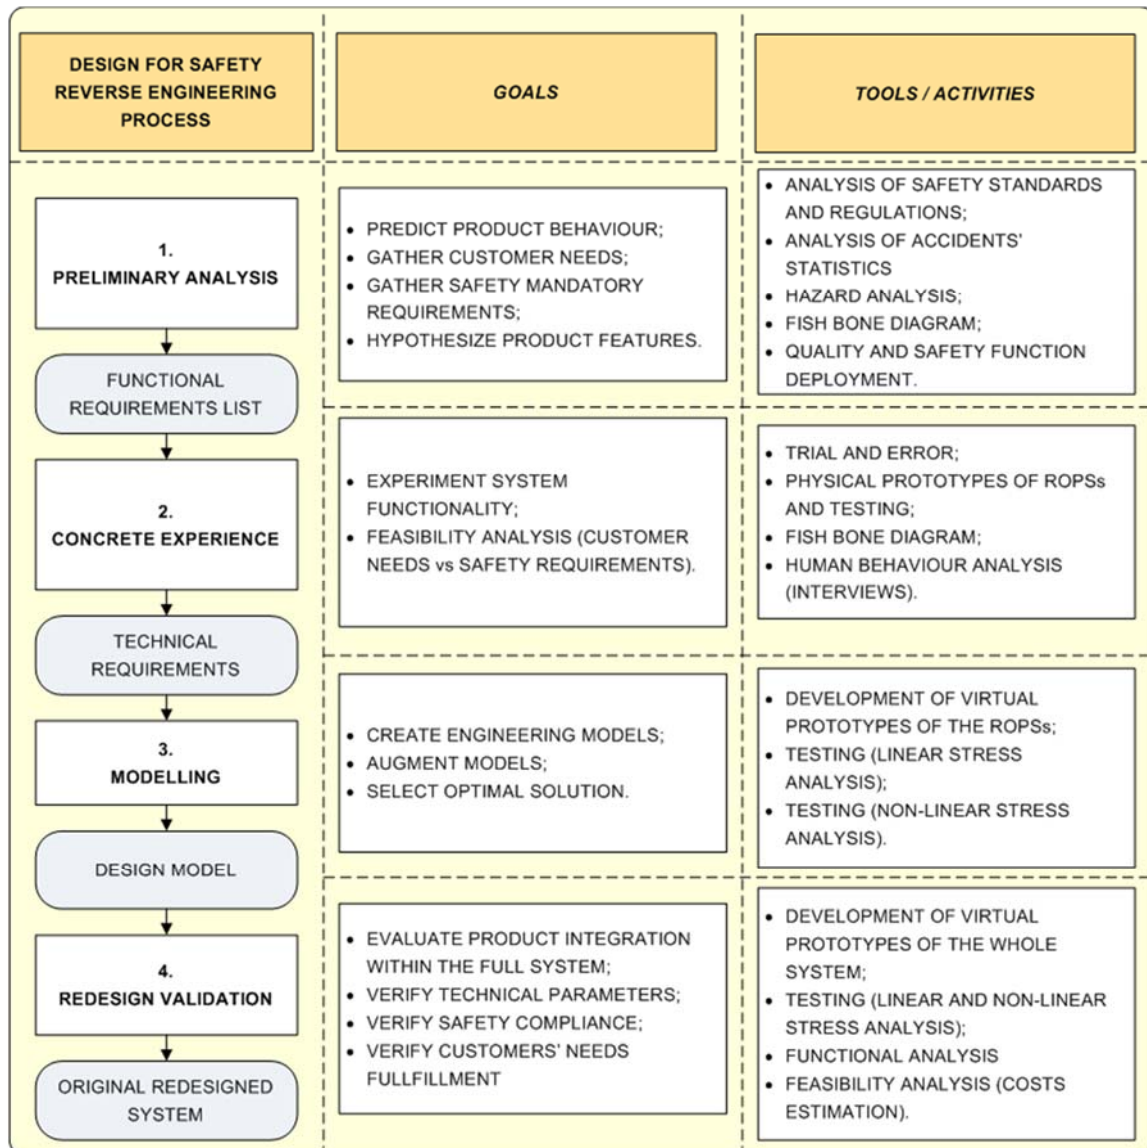 DESIGN FOR SAFETY
REVERSE ENGINEERING
PROCESS
GOALS
TOOLS / ACTIVITIES
1.
PRELIMINARY ANALYSIS
• PREDICT PRODUCT BEHAVIOUR;
• GATHER CUSTOMER NEEDS;
• GATHER SAFETY MANDATORY
REQUIREMENTS;
• HYPOTHESIZE PRODUCT FEATURES.
• ANALYSIS OF SAFETY STANDARDS
AND REGULATIONS;
• ANALYSIS OF ACCIDENTS'
STATISTICS
• HAZARD ANALYSIS;
• FISH BONE DIAGRAM;
• QUALITY AND SAFETY FUNCTION
DEPLOYMENT.
FUNCTIONAL
REQUIREMENTS LIST
2.
CONCRETE EXPERIENCE
• EXPERIMENT SYSTEM
FUNCTIONALITY;
• FEASIBILITY ANALYSIS (CUSTOMER
NEEDS vs SAFETY REQUIREMENTS).
• TRIAL AND ERROR;
• PHYSICAL PROTOTYPES OF ROPSs
AND TESTING;
• FISH BONE DIAGRAM;
• HUMAN BEHAVIOUR ANALYSIS
(INTERVIEWS).
TECHNICAL
REQUIREMENTS
3.
MODELLING
• CREATE ENGINEERING MODELS;
• AUGMENT MODELS;
• SELECT OPTIMAL SOLUTION.
• DEVELOPMENT OF VIRTUAL
PROTOTYPES OF THE ROPSs;
• TESTING (LINEAR STRESS
ANALYSIS);
• TESTING (NON-LINEAR STRESS
ANALYSIS).
DESIGN MODEL
4.
REDESIGN VALIDATION
• EVALUATE PRODUCT INTEGRATION
WITHIN THE FULL SYSTEM;
• VERIFY TECHNICAL PARAMETERS;
• VERIFY SAFETY COMPLIANCE;
• VERIFY CUSTOMERS' NEEDS
FULLFILLMENT
• DEVELOPMENT OF VIRTUAL
PROTOTYPES OF THE WHOLE
SYSTEM;
• TESTING (LINEAR AND NON-LINEAR
STRESS ANALYSIS);
• FUNCTIONAL ANALYSIS
• FEASIBILITY ANALYSIS (COSTS
ESTIMATION).
ORIGINAL REDESIGNED
SYSTEM